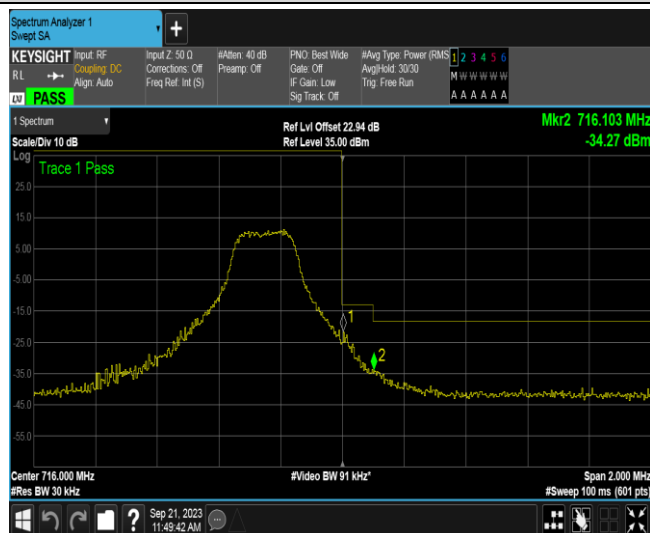 Spectrum Analyzer 1
Swept SA
+
KEYSIGHT
RL
LXI PASS
Input: RF
Coupling: DC
Align: Auto
Input Z: 50 Ω
Corrections: Off
Freq Ref: Int (S)
#Atten: 40 dB
Preamp: Off
PNO: Best Wide
Gate: Off
IF Gain: Low
Sig Track: Off
#Avg Type: Power (RMS
Avg|Hold: 30/30
Trig: Free Run
1 2 3 4 5 6
M W W W W W
A A A A A A
1 Spectrum
Scale/Div 10 dB
Ref Lvl Offset 22.94 dB
Ref Level 35.00 dBm
Mkr2 716.103 MHz
-34.27 dBm
Log
Trace 1 Pass
25.0
15.0
5.00
-5.00
-15.0
-25.0
-35.0
-45.0
-55.0
1
2
Center 716.000 MHz
#Res BW 30 kHz
#Video BW 91 kHz*
Span 2.000 MHz
#Sweep 100 ms (601 pts)
?
Sep 21, 2023
11:49:42 AM